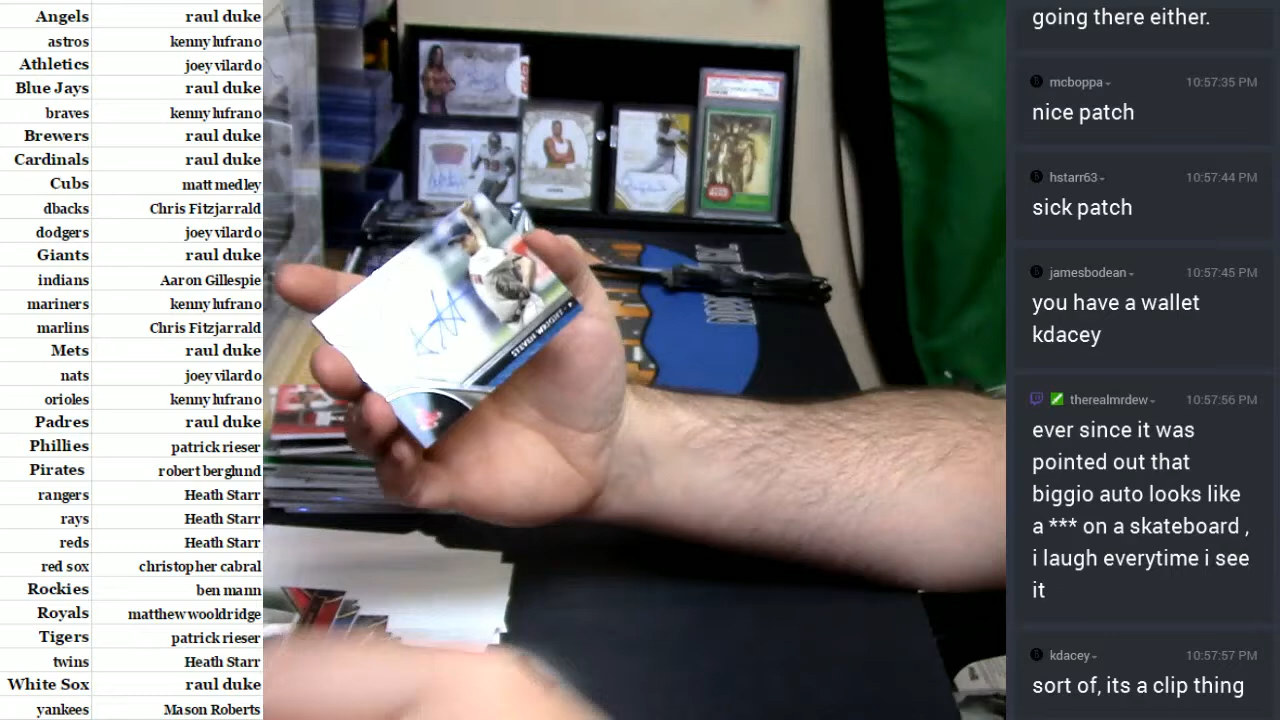 Angels raul duke
astros kenny lufrano
Athletics joey vilardo
Blue Jays raul duke
braves kenny lufrano
Brewers raul duke
Cardinals raul duke
Cubs matt medley
dbacks Chris Fitzjarrald
dodgers joey vilardo
Giants raul duke
indians Aaron Gillespie
mariners kenny lufrano
marlins Chris Fitzjarrald
Mets raul duke
nats joey vilardo
orioles kenny lufrano
Padres raul duke
Phillies patrick rieser
Pirates robert berglund
rangers Heath Starr
rays Heath Starr
reds Heath Starr
red sox christopher cabral
Rockies ben mann
Royals matthew wooldridge
Tigers patrick rieser
twins Heath Starr
White Sox raul duke
yankees Mason Roberts
STEVEN WRIGHT • P
going there either.
mcboppa 10:57:35 PM
nice patch
hstarr63 10:57:44 PM
sick patch
jamesbodean 10:57:45 PM
you have a wallet
kdacey
therealmrdew 10:57:56 PM
ever since it was
pointed out that
biggio auto looks like
a *** on a skateboard ,
i laugh everytime i see
it
kdacey 10:57:57 PM
sort of, its a clip thing